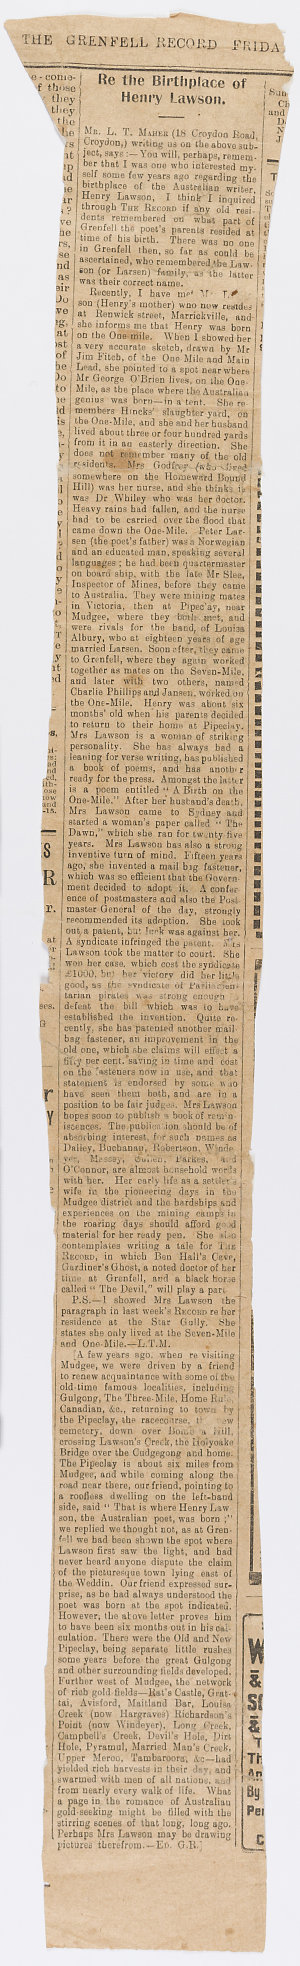 THE GRENFELL RECORD FRIDA
Re the Birthplace of
Henry Lawson.
MR. L. T. MAHER (18 Croydon Road,
Croydon,) writing us on the above sub-
ject, says :—You will, perhaps, remem-
ber that I was one who interested my-
self some few years ago regarding the
birthplace of the Australian writer,
Henry Lawson, I think I inquired
through THE RECORD if any old resi-
dents remembered on what part of
Grenfell the poet's parents resided at
time of his birth. There was no one
in Grenfell then, so far as could be
ascertained, who remembered the Law-
son (or Larsen) family, as the latter
was their correct name.
Recently, I have met Mrs
son (Henry's mother) who now resides
at Renwick street, Marrickville, and
she informs me that Henry was born
on the One-mile. When I showed her
a very accurate sketch, drawn by Mr
Jim Fitch, of the One Mile and Main
Lead, she pointed to a spot near where
Mr George O'Brien lives, on the One-
Mile, as the place where the Australian
genius was born—in a tent. She re-
members Hincks' slaughter yard, on
the One-Mile, and she and her husband
lived about three or four hundred yards
from it in an easterly direction. She
does not remember many of the old
residents. Mrs Godfrey (who lived
somewhere on the Homeward Bound
Hill) was her nurse, and she thinks it
was Dr Whiley who was her doctor.
Heavy rains had fallen, and the nurse
had to be carried over the flood that
came down the One-Mile. Peter Lar-
sen (the poet's father) was a Norwegian
and an educated man, speaking several
languages ; he had been quartermaster
on board ship, with the late Mr Slee,
Inspector of Mines, before they came
to Australia. They were mining mates
in Victoria, then at Pipeclay, near
Mudgee, where they both met, and
were rivals for the hand, of Louisa
Albury, who at eighteen years of age
married Larsen. Soon after, they came
to Grenfell, where they again worked
together as mates on the Seven-Mile,
and later with two others, named
Charlie Phillips and Jansen, worked on
the One-Mile. Henry was about six
months' old when his parents decided
to return to their home at Pipeclay.
Mrs Lawson is a woman of striking
personality. She has always had a
leaning for verse writing, has published
a book of poems, and has another
ready for the press. Amongst the latter
is a poem entitled " A Birth on the
One-Mile." After her husband's death,
Mrs Lawson came to Sydney and
started a woman's paper called " The
Dawn," which she ran for twenty five
years. Mrs Lawson has also a strong
inventive turn of mind. Fifteen years
ago, she invented a mail bag fastener,
which was so efficient that the Govern-
ment decided to adopt it. A confer-
ence of postmasters and also the Post
master General of the day, strongly
recommended its adoption. She took
out a patent, but luck was against her.
A syndicate infringed the patent. Mrs
Lawson took the matter to court. She
won her case, which cost the syndicate
£1000, but her victory did her little
good, as the syndicate of Parliamen-
tarian pirates was strong enough
defeat the bill which was to have
established the invention. Quite re-
cently, she has patented another mail
bag fastener, an improvement in the
old one, which she claims will effect a
fifty per cent. saving in time and cost
on the fasteners now in use, and that
statement is endorsed by some who
have seen them both, and are in a
position to be fair judges. Mrs Lawson
hopes soon to publish a book of remin-
iscences. The publication should be of
absorbing interest, for such names as
Dalley, Buchanan, Robertson, Winde-
yer, Massey, Parkes, and
O'Connor, are almost household words
with her. Her early life as a settler's
wife in the pioneering days in the
Mudgee district and the hardships and
experiences on the mining camps in
the roaring days should afford good
material for her ready pen. She also
contemplates writing a tale for THE
RECORD, in which Ben Hall's Cave,
Gardiner's Ghost, a noted doctor of her
time at Grenfell, and a black horse
called " The Devil," will play a part.
P.S.—I showed Mrs Lawson the
paragraph in last week's RECORD re her
residence at the Star Gully. She
states she only lived at the Seven-Mile
and One-Mile.—L.T.M.
[A few years ago, when re visiting
Mudgee, we were driven by a friend
to renew acquaintance with some of the
old-time famous localities, including
Gulgong, The Three-Mile, Home Rule,
Canadian, &c., returning to town by
the Pipeclay, the racecourse, new
cemetery, down over Hill,
crossing Lawson's Creek, the Holyoake
Bridge over the Cudgegong and home.
The Pipeclay is about six miles from
Mudgee, and while coming along the
road near there, our friend, pointing to
a roofless dwelling on the left-hand
side, said " That is where Henry Law
son, the Australian poet, was born ;"
we replied we thought not, as at Gren-
fell we had been shown the spot where
Lawson first saw the light, and had
never heard anyone dispute the claim
of the picturesque town lying east of
the Weddin. Our friend expressed sur-
prise, as he had always understood the
poet was born at the spot indicated.
However, the above letter proves him
to have been six months out in his cal-
culation. There were the Old and New
Pipeclay, being separate little rushes
some years before the great Gulgong
and other surrounding fields developed.
Further west of Mudgee, the network
of rich gold fields—Rat's Castle, Grat-
tai, Avisford, Maitland Bar, Louisa
Creek (now Hargraves) Richardson's
Point (now Windeyer), Long Creek,
Campbell's Creek, Devil's Hole, Dirt
Hole, Pyramul, Married Man's Creek,
Upper Meroo, Tambaroora, &c—had
yielded rich harvests in their day, and
swarmed with men of all nations, and
from nearly every walk of life. What
a page in the romance of Australian
gold-seeking might be filled with the
stirring scenes of that long, long ago.
Perhaps Mrs Lawson may be drawing
pictures therefrom.—ED. G.R.]